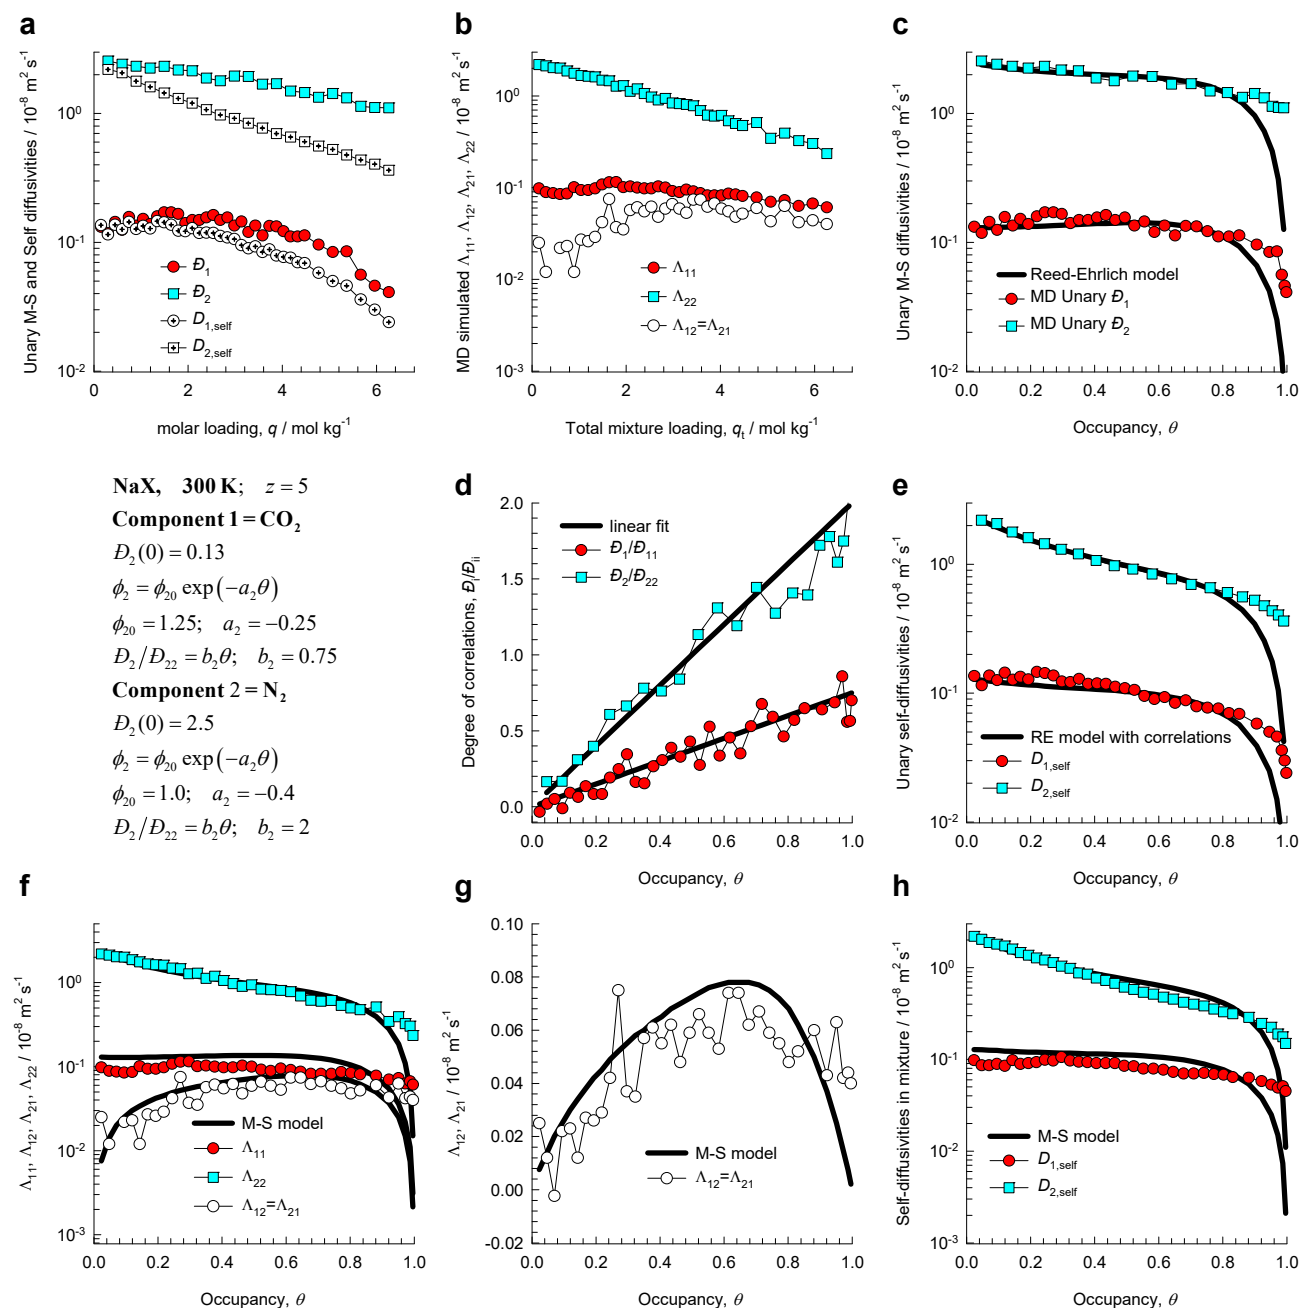 a
Unary M-S and Self diffusivities / 10⁻⁸ m² s⁻¹
10⁰
10⁻¹
10⁻²
Đ₁
Đ₂
D₁,self
D₂,self
0 2 4 6
molar loading, q / mol kg⁻¹
b
MD simulated Λ₁₁, Λ₁₂, Λ₂₁, Λ₂₂ / 10⁻⁸ m² s⁻¹
10⁰
10⁻¹
10⁻²
10⁻³
Λ₁₁
Λ₂₂
Λ₁₂=Λ₂₁
0 2 4 6
Total mixture loading, qₜ / mol kg⁻¹
c
Unary M-S diffusivities / 10⁻⁸ m² s⁻¹
10⁰
10⁻¹
10⁻²
Reed-Ehrlich model
MD Unary Đ₁
MD Unary Đ₂
0.0 0.2 0.4 0.6 0.8 1.0
Occupancy, θ
NaX, 300 K; z = 5
Component 1 = CO₂
Đ₂(0) = 0.13
ϕ₂ = ϕ₂₀ exp(−a₂θ)
ϕ₂₀ = 1.25; a₂ = −0.25
Đ₂/Đ₂₂ = b₂θ; b₂ = 0.75
Component 2 = N₂
Đ₂(0) = 2.5
ϕ₂ = ϕ₂₀ exp(−a₂θ)
ϕ₂₀ = 1.0; a₂ = −0.4
Đ₂/Đ₂₂ = b₂θ; b₂ = 2
d
Degree of correlations, Đᵢ/Đᵢᵢ
2.0
1.5
1.0
0.5
0.0
linear fit
Đ₁/Đ₁₁
Đ₂/Đ₂₂
0.0 0.2 0.4 0.6 0.8 1.0
Occupancy, θ
e
Unary self-diffusivities / 10⁻⁸ m² s⁻¹
10⁰
10⁻¹
10⁻²
RE model with correlations
D₁,self
D₂,self
0.0 0.2 0.4 0.6 0.8 1.0
Occupancy, θ
f
Λ₁₁, Λ₁₂, Λ₂₁, Λ₂₂ / 10⁻⁸ m² s⁻¹
10⁰
10⁻¹
10⁻²
10⁻³
M-S model
Λ₁₁
Λ₂₂
Λ₁₂=Λ₂₁
0.0 0.2 0.4 0.6 0.8 1.0
Occupancy, θ
g
Λ₁₂, Λ₂₁ / 10⁻⁸ m² s⁻¹
0.10
0.08
0.06
0.04
0.02
0.00
-0.02
M-S model
Λ₁₂=Λ₂₁
0.0 0.2 0.4 0.6 0.8 1.0
Occupancy, θ
h
Self-diffusivities in mixture / 10⁻⁸ m² s⁻¹
10⁰
10⁻¹
10⁻²
10⁻³
M-S model
D₁,self
D₂,self
0.0 0.2 0.4 0.6 0.8 1.0
Occupancy, θ